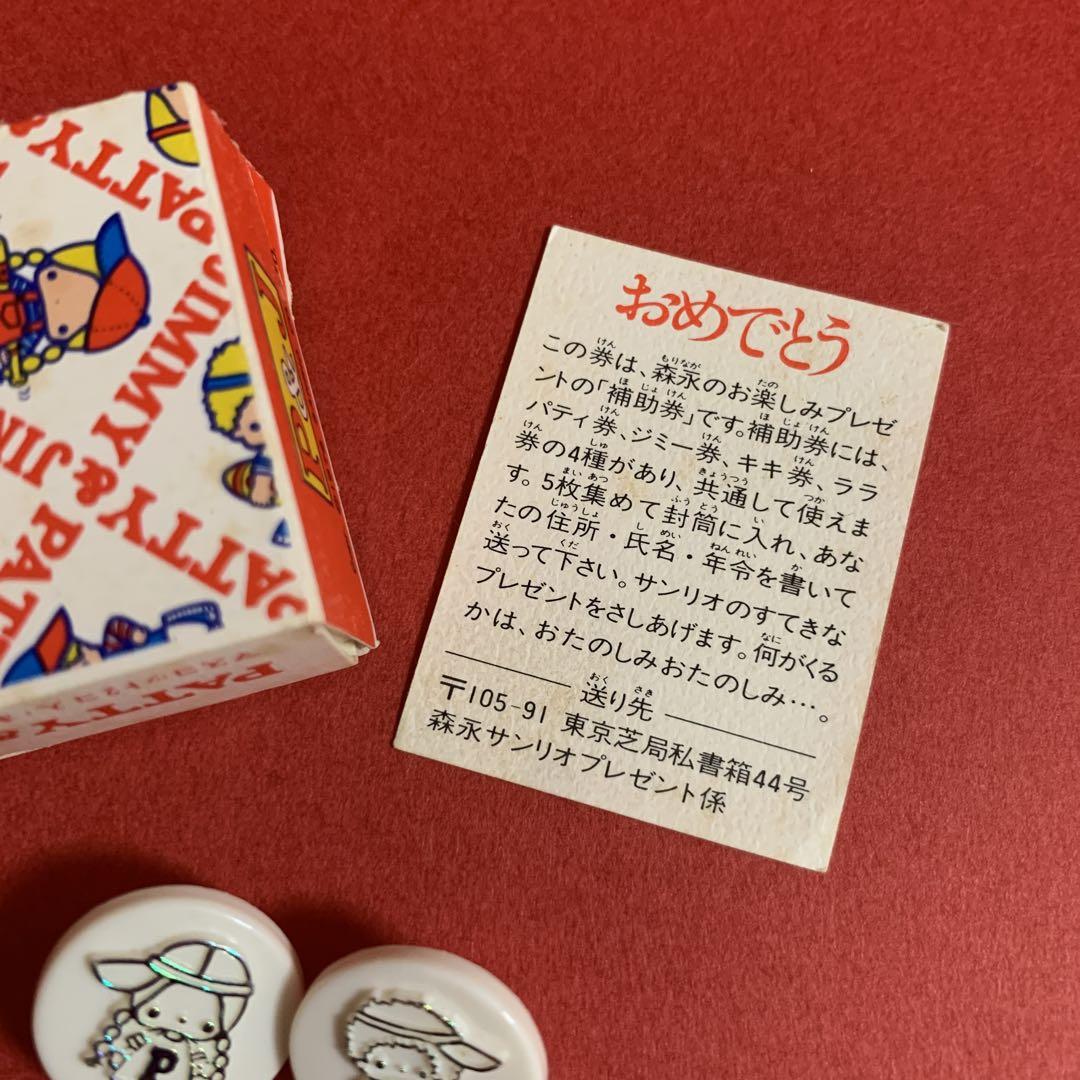 おめでとう
この券は、森永のお楽しみプレゼ
ントの「補助券」です。補助券には、
パティ券、ジミー券、キキ券、ララ
券の4種があり、共通して使えま
す。5枚集めて封筒に入れ、あな
たの住所・氏名・年令を書いて
送って下さい。サンリオのすてきな
プレゼントをさしあげます。何がくる
かは、おたのしみおたのしみ…。
送り先
〒105-91 東京芝局私書箱44号
森永サンリオプレゼント係
PATTY &
JIMMY
PATTY & JIM
PATTY
P&J
PATTY
P